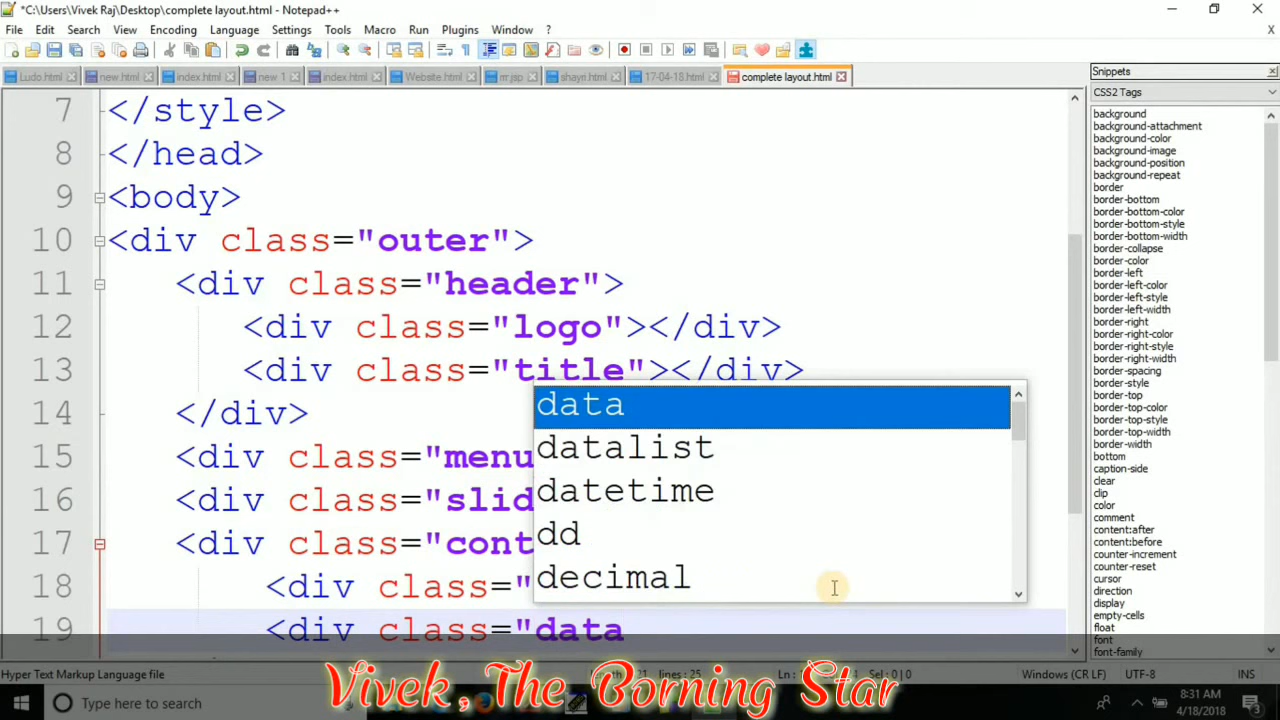 *C:\Users\Vivek Raj\Desktop\complete layout.html - Notepad++
File Edit Search View Encoding Language Settings Tools Macro Run Plugins Window ? X
Ludo.html new.html index.html new 1 index.html Website.html rrr.jsp shayri.html 17-04-18.html complete layout.html
Snippets
CSS2 Tags
7 </style>
8 </head>
9 <body>
10 <div class="outer">
11 <div class="header">
12 <div class="logo"></div>
13 <div class="title"></div>
14 </div>
15 <div class="menu
16 <div class="slid
17 <div class="cont
18 <div class="
19 <div class="data
data
datalist
datetime
dd
decimal
background
background-attachment
background-color
background-image
background-position
background-repeat
border
border-bottom
border-bottom-color
border-bottom-style
border-bottom-width
border-collapse
border-color
border-left
border-left-color
border-left-style
border-left-width
border-right
border-right-color
border-right-style
border-right-width
border-spacing
border-style
border-top
border-top-color
border-top-style
border-top-width
border-width
bottom
caption-side
clear
clip
color
comment
content:after
content:before
counter-increment
counter-reset
cursor
direction
display
empty-cells
float
font
font-family
Hyper Text Markup Language file lines : 25 Ln : Sel : 0 | 0 Windows (CR LF) UTF-8 INS
Vivek,The Borning Star
Type here to search
8:31 AM
4/18/2018
3